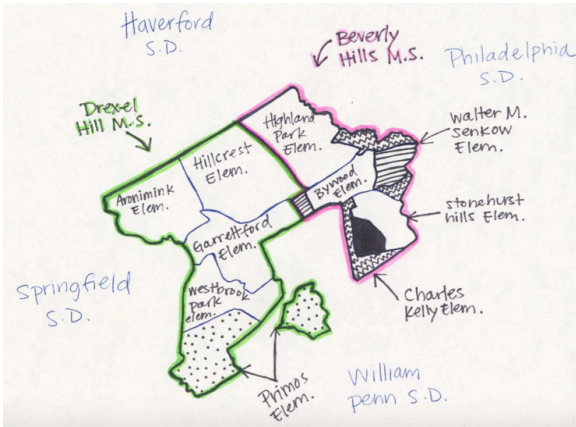 Haverford
S.D.
Beverly
Hills M.S.
Philadelphia
S.D.
Drexel
Hill M.S.
Highland
Park
Elem.
Walter M.
Senkow
Elem.
Hillcrest
Elem.
Aronimink
Elem.
Bywood
Elem.
Stonehurst
hills Elem.
Garrettford
Elem.
Springfield
S.D.
Westbrook
park
elem.
Charles
Kelly Elem.
Primos
Elem.
William
penn S.D.